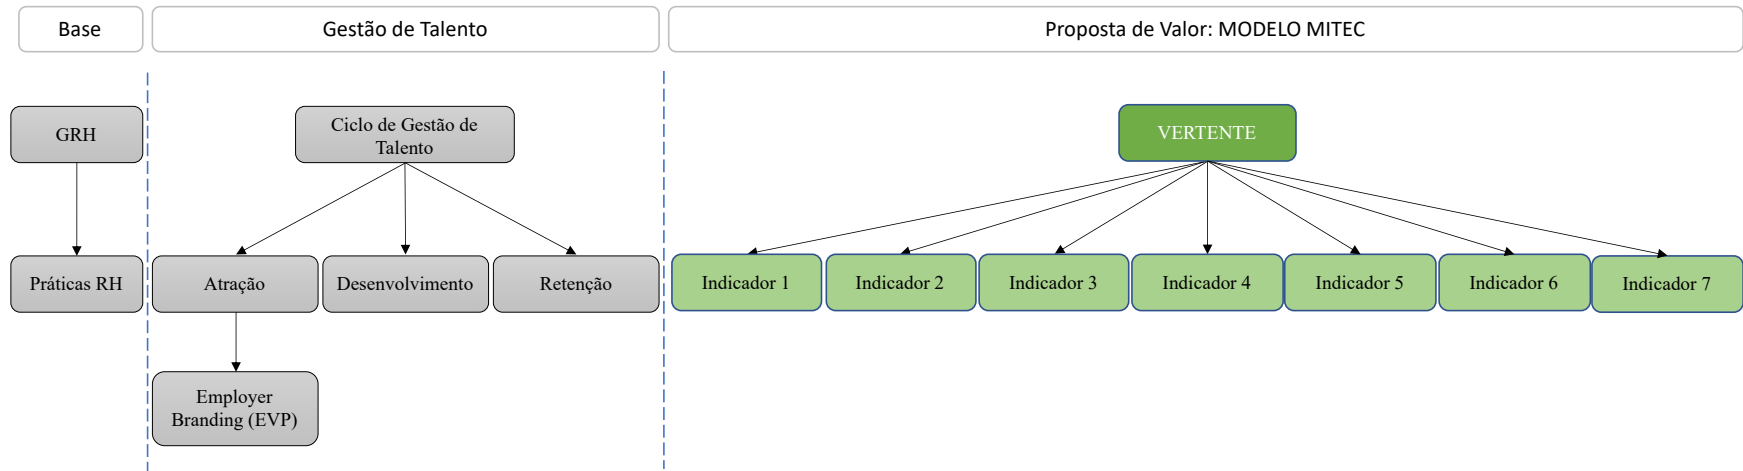 Base
Gestão de Talento
Proposta de Valor: MODELO MITEC
GRH
Ciclo de Gestão de
Talento
VERTENTE
Práticas RH
Atração
Desenvolvimento
Retenção
Indicador 1
Indicador 2
Indicador 3
Indicador 4
Indicador 5
Indicador 6
Indicador 7
Employer
Branding (EVP)